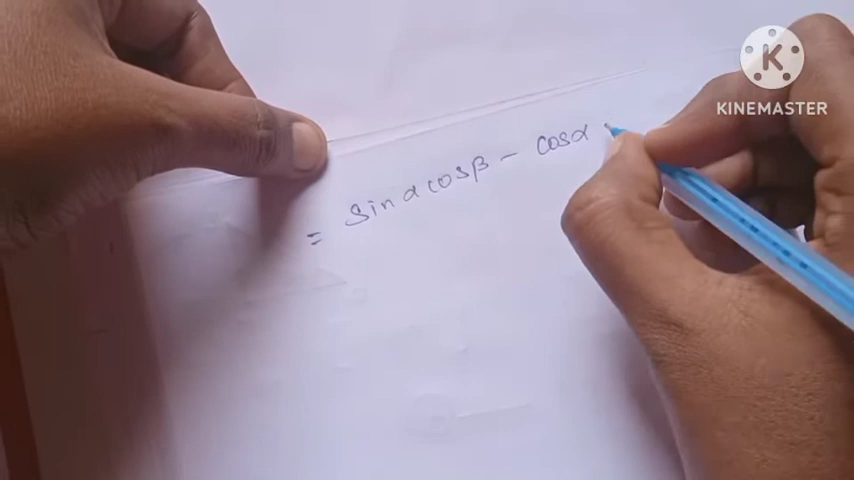 KINEMASTER
= sin α cos β - cos α